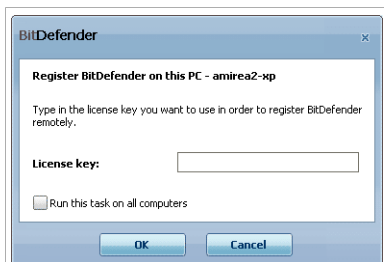 BitDefender
x
Register BitDefender on this PC - amirea2-xp
Type in the license key you want to use in order to register BitDefender
remotely.
License key:
Run this task on all computers
OK Cancel